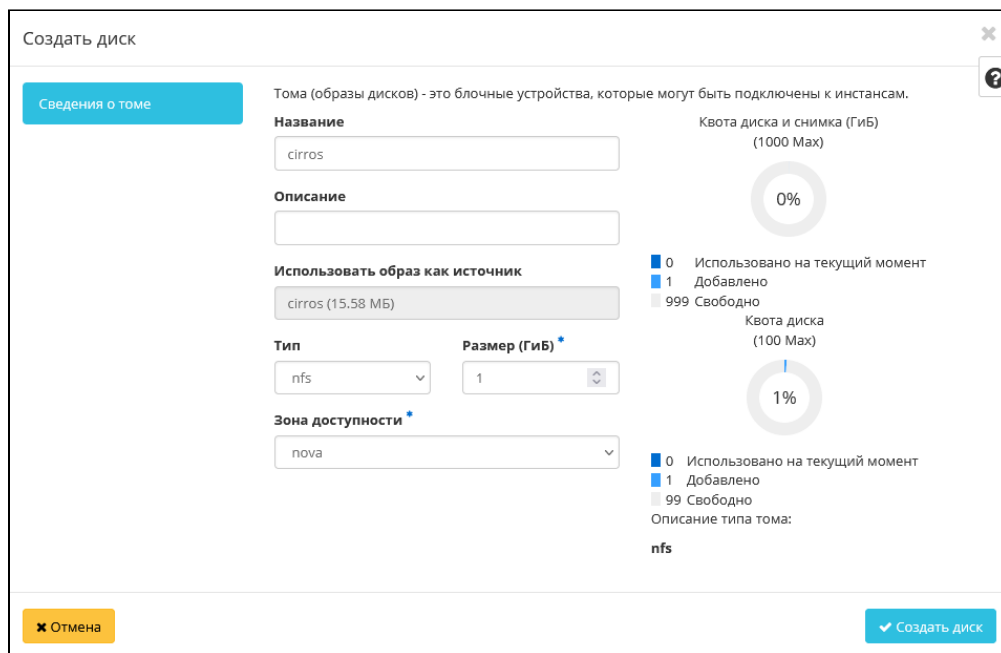 Создать диск
Сведения о томе
Тома (образы дисков) - это блочные устройства, которые могут быть подключены к инстансам.
Название
cirros
Описание
Использовать образ как источник
cirros (15.58 МБ)
Тип
Размер (ГиБ) *
nfs
1
Зона доступности *
nova
Квота диска и снимка (ГиБ)
(1000 Max)
0%
0 Использовано на текущий момент
1 Добавлено
999 Свободно
Квота диска
(100 Max)
1%
0 Использовано на текущий момент
1 Добавлено
99 Свободно
Описание типа тома:
nfs
Отмена
Создать диск